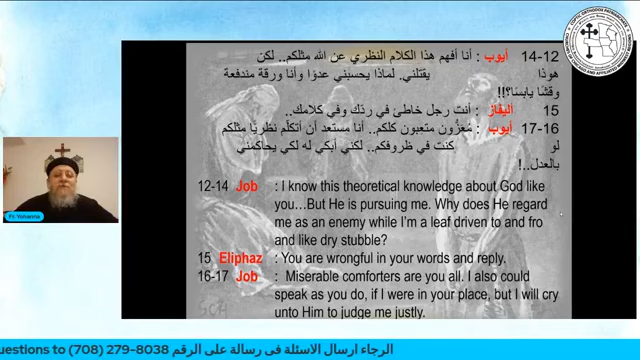 14-12 أيوب : أنا أفهم هذا الكلام النظري عن الله مثلكم.. لكن
هوذا يقتلني. لماذا يحسبني عدوًا وأنا ورقة مندفعة
وقشًا يابسًا؟!!
15 أليفاز : أنت رجل خاطئ في ردّك وفي كلامك..
17-16 أيوب : مُعَزُّون متعبون كلكم.. أنا مستعد أن أتكلّم نظريًّا مثلكم
لو كنت في ظروفكم.. لكني أبكي له لكي يحاكمني
بالعدل..!
12-14 Job : I know this theoretical knowledge about God like
you…But He is pursuing me. Why does He regard
me as an enemy while I'm a leaf driven to and fro
and like dry stubble?
15 Eliphaz : You are wrongful in your words and reply.
16-17 Job : Miserable comforters are you all. I also could
speak as you do, if I were in your place, but I will cry
unto Him to judge me justly.
Fr. Yohanna
uestions to (708) 279-8038 الرجاء ارسال الاسئلة فى رسالة على الرقم